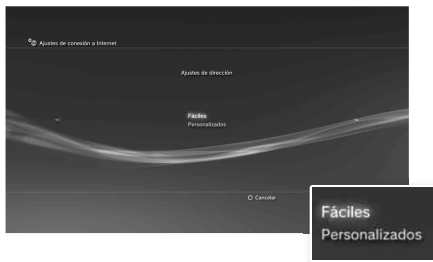 Ajustes de conexión a Internet
Ajustes de dirección
Fáciles
Personalizados
Cancelar
Fáciles
Personalizados